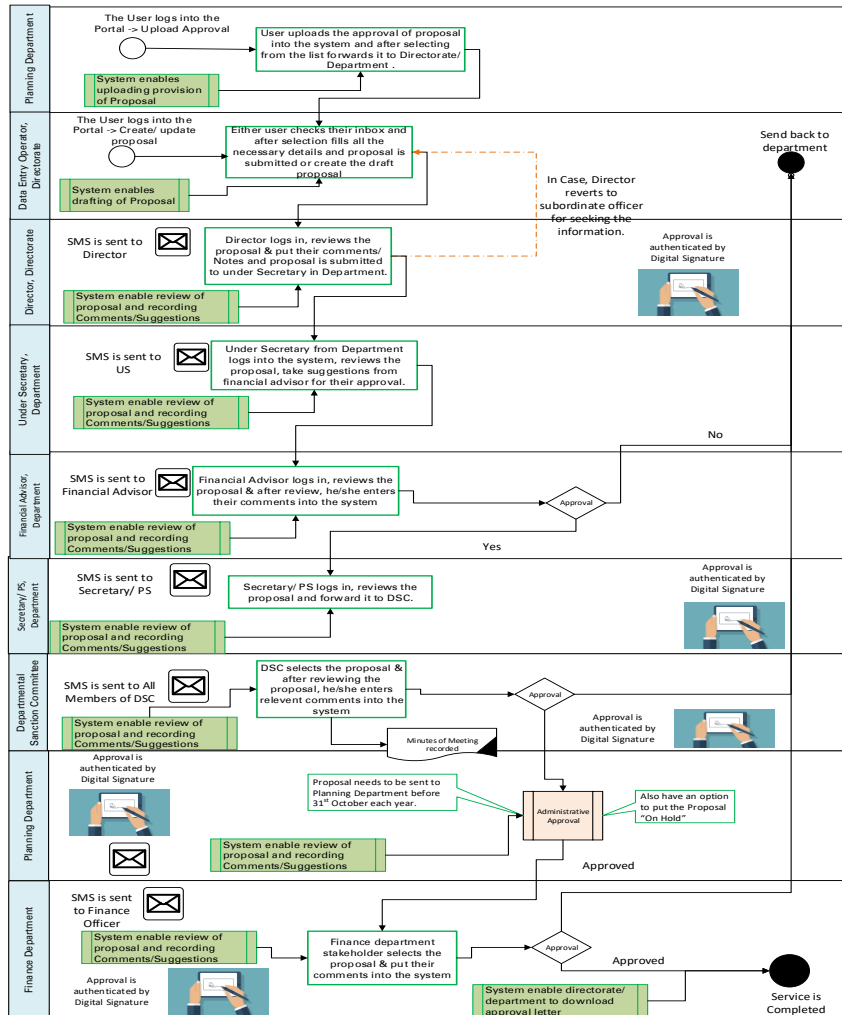 Planning Department
The User logs into the
Portal -> Upload Approval
User uploads the approval of proposal
into the system and after selecting
from the list forwards it to Directorate/
Department .
System enables
uploading provision
of Proposal
Data Entry Operator,
Directorate
The User logs into the
Portal -> Create/ update
proposal
Either user checks their inbox and
after selection fills all the
necessary details and proposal is
submitted or create the draft
proposal
System enables
drafting of Proposal
Send back to
department
In Case, Director
reverts to
subordinate officer
for seeking the
information.
Director, Directorate
SMS is sent to
Director
Director logs in, reviews the
proposal & put their comments/
Notes and proposal is submitted
to under Secretary in Department.
System enable review of
proposal and recording
Comments/Suggestions
Approval is
authenticated by
Digital Signature
Under Secretary,
Department
SMS is sent to
US
Under Secretary from Department
logs into the system, reviews the
proposal, take suggestions from
financial advisor for their approval.
System enable review of
proposal and recording
Comments/Suggestions
No
Financial Advisor,
Department
SMS is sent to
Financial Advisor
Financial Advisor logs in, reviews the
proposal & after review, he/she enters
their comments into the system
Approval
System enable review of
proposal and recording
Comments/Suggestions
Yes
Secretary/ PS,
Department
SMS is sent to
Secretary/ PS
Secretary/ PS logs in, reviews the
proposal and forward it to DSC.
System enable review of
proposal and recording
Comments/Suggestions
Approval is
authenticated by
Digital Signature
Departmental
Sanction Committee
SMS is sent to All
Members of DSC
DSC selects the proposal &
after reviewing the
proposal, he/she enters
relevent comments into the
system
Approval
System enable review of
proposal and recording
Comments/Suggestions
Minutes of Meeting
recorded
Approval is
authenticated by
Digital Signature
Planning Department
Approval is
authenticated by
Digital Signature
Proposal needs to be sent to
Planning Department before
31st October each year.
Administrative
Approval
Also have an option
to put the Proposal
"On Hold"
System enable review of
proposal and recording
Comments/Suggestions
Approved
Finance Department
SMS is sent
to Finance
Officer
System enable review of
proposal and recording
Comments/Suggestions
Finance department
stakeholder selects the
proposal & put their
comments into the system
Approval
Approved
Approval is
authenticated by
Digital Signature
System enable directorate/
department to download
approval letter
Service is
Completed